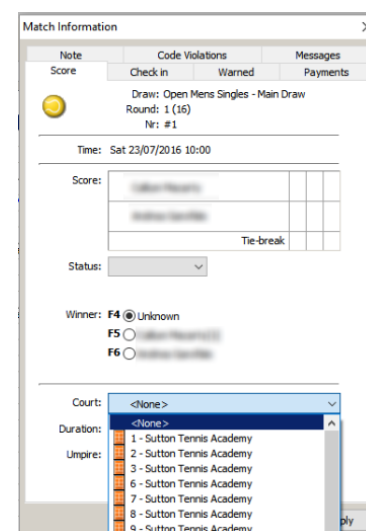 Match Information
Note Code Violations Messages
Score Check in Warned Payments
Draw: Open Mens Singles - Main Draw
Round: 1 (16)
Nr: #1
Time: Sat 23/07/2016 10:00
Score:
Tie-break
Status:
Winner: F4 Unknown
F5
F6
Court: <None>
<None>
Duration:
1 - Sutton Tennis Academy
Umpire:
2 - Sutton Tennis Academy
3 - Sutton Tennis Academy
6 - Sutton Tennis Academy
7 - Sutton Tennis Academy
8 - Sutton Tennis Academy
9 - Sutton Tennis Academy
ply